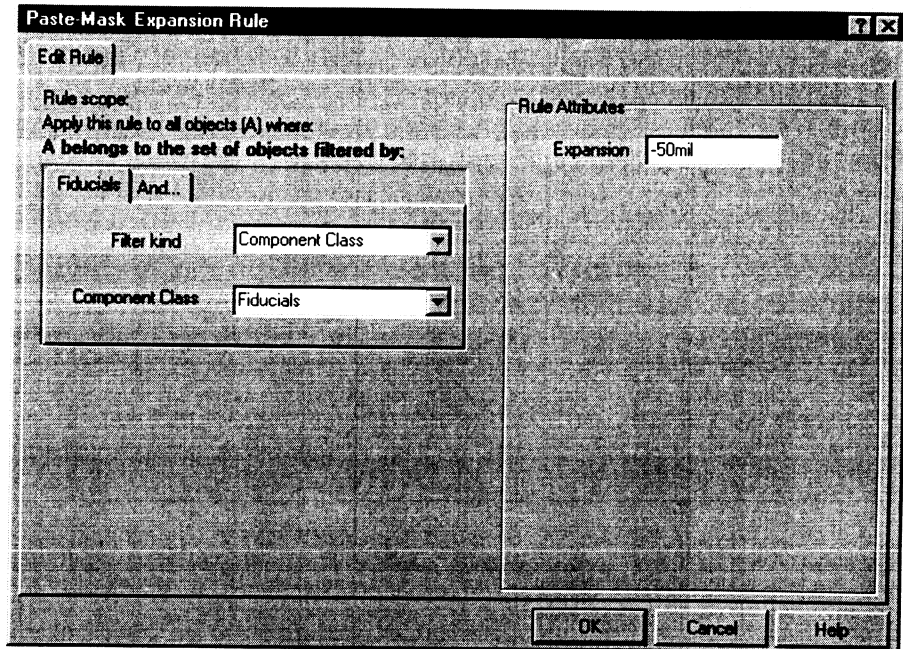 Paste-Mask Expansion Rule
Edit Rule
Rule scope:
Apply this rule to all objects (A) where:
A belongs to the set of objects filtered by:
Fiducials And...
Filter kind Component Class
Component Class Fiducials
Rule Attributes
Expansion -50mil
OK Cancel Help